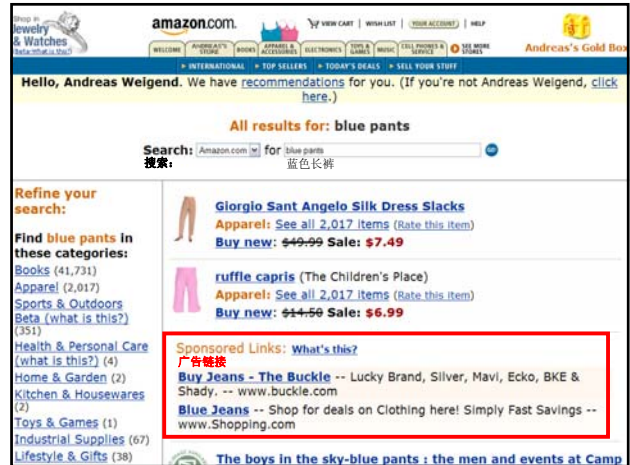 Shop in
Jewelry
& Watches
(Beta-What is this?)
amazon.com.
VIEW CART | WISH LIST | YOUR ACCOUNT | HELP
WELCOME ANDREAS'S STORE BOOKS APPAREL & ACCESSORIES ELECTRONICS TOYS & GAMES MUSIC CELL PHONES & SERVICE SEE MORE STORES
Andreas's Gold Box
INTERNATIONAL TOP SELLERS TODAY'S DEALS SELL YOUR STUFF
Hello, Andreas Weigend. We have recommendations for you. (If you're not Andreas Weigend, click
here.)
All results for: blue pants
Search: Amazon.com for blue pants GO
搜索： 蓝色长裤
Refine your
search:
Find blue pants in
these categories:
Books (41,731)
Apparel (2,017)
Sports & Outdoors
Beta (what is this?)
(351)
Health & Personal Care
(what is this?) (4)
Home & Garden (2)
Kitchen & Housewares
(2)
Toys & Games (1)
Industrial Supplies (67)
Lifestyle & Gifts (38)
Giorgio Sant Angelo Silk Dress Slacks
Apparel: See all 2,017 items (Rate this item)
Buy new: $49.99 Sale: $7.49
ruffle capris (The Children's Place)
Apparel: See all 2,017 items (Rate this item)
Buy new: $14.50 Sale: $6.99
Sponsored Links: What's this?
广告链接
Buy Jeans - The Buckle -- Lucky Brand, Silver, Mavi, Ecko, BKE &
Shady. -- www.buckle.com
Blue Jeans -- Shop for deals on Clothing here! Simply Fast Savings --
www.Shopping.com
The boys in the sky-blue pants : the men and events at Camp